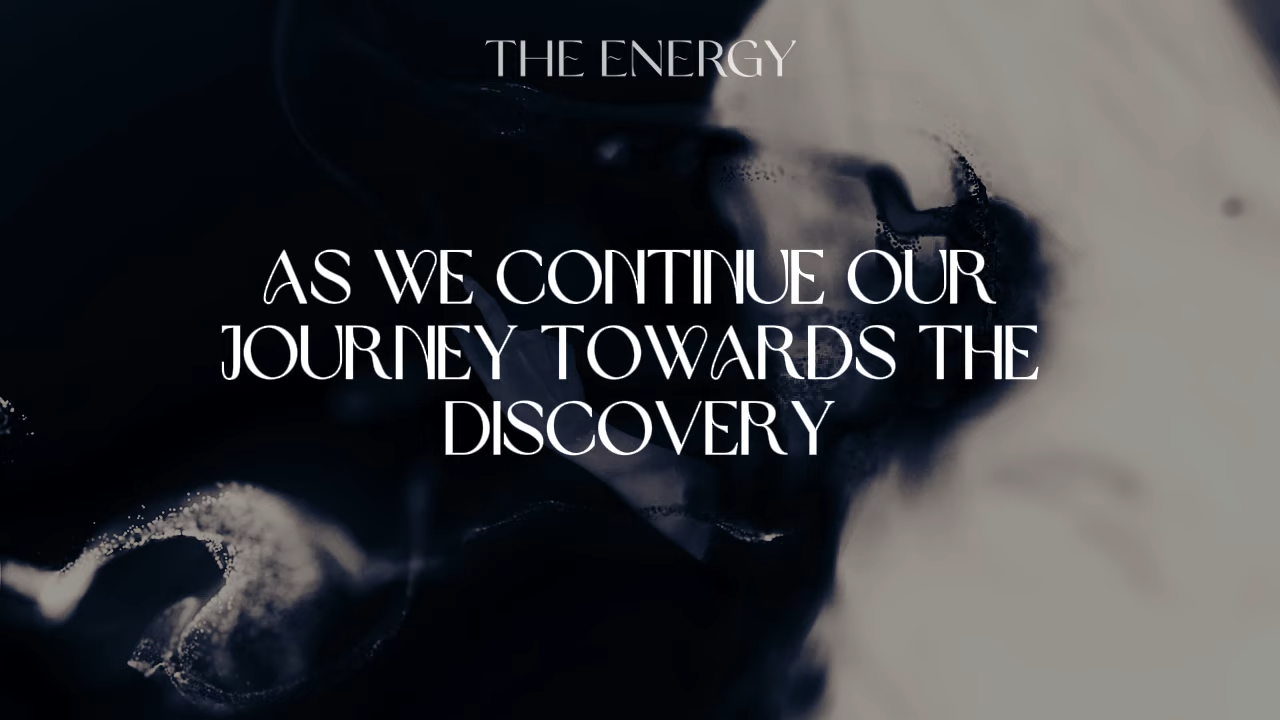 THE ENERGY
AS WE CONTINUE OUR
JOURNEY TOWARDS THE
DISCOVERY